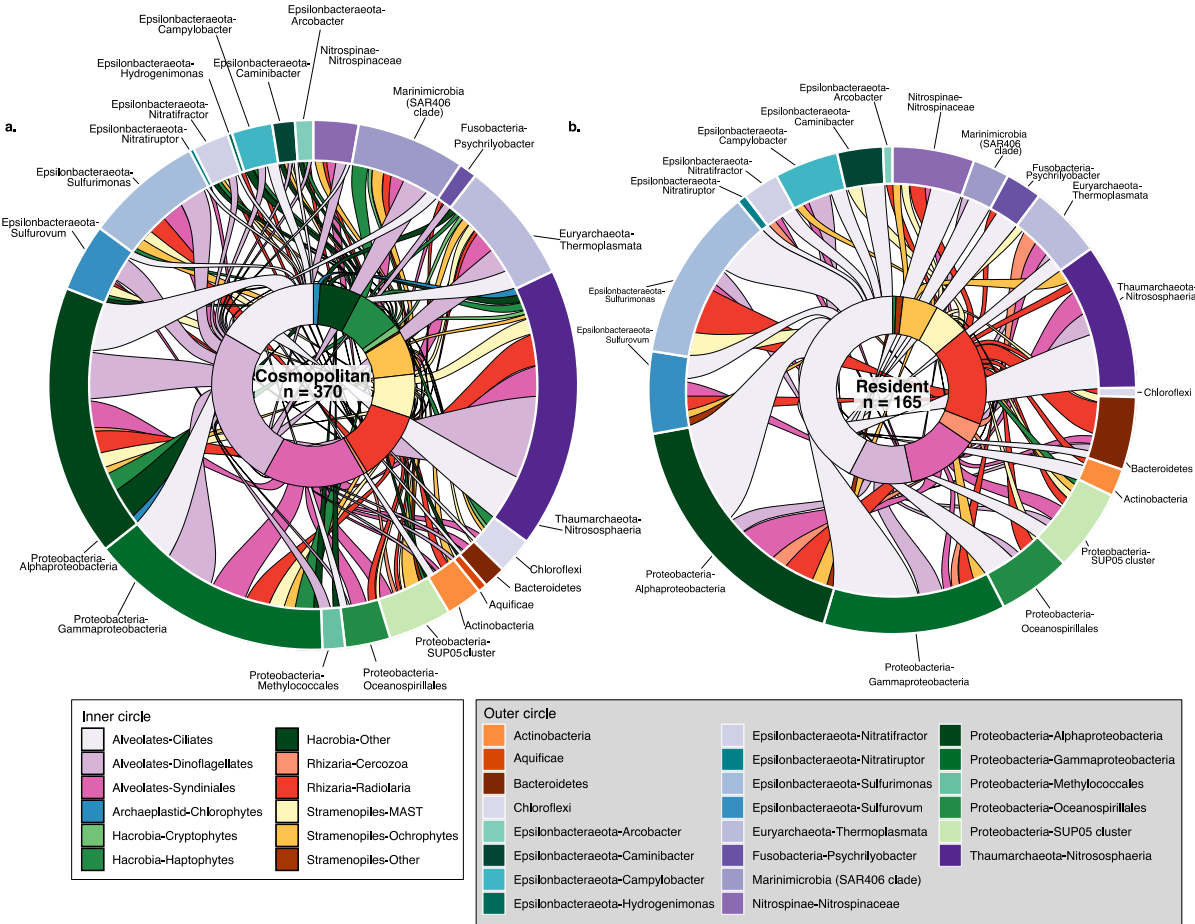 a.
Epsilonbacteraeota-
Campylobacter
Epsilonbacteraeota-
Arcobacter
Epsilonbacteraeota-
Hydrogenimonas
Epsilonbacteraeota-
Caminibacter
Nitrospinae-
Nitrospinaceae
Epsilonbacteraeota-
Nitratifractor
Epsilonbacteraeota-
Nitratiruptor
Marinimicrobia
(SAR406
clade)
Fusobacteria-
Psychrilyobacter
Epsilonbacteraeota-
Sulfurimonas
Epsilonbacteraeota-
Sulfurovum
Euryarchaeota-
Thermoplasmata
Cosmopolitan
n = 370
Thaumarchaeota-
Nitrososphaeria
Chloroflexi
Bacteroidetes
Aquificae
Actinobacteria
Proteobacteria-
SUP05 cluster
Proteobacteria-
Oceanospirillales
Proteobacteria-
Methylococcales
Proteobacteria-
Gammaproteobacteria
Proteobacteria-
Alphaproteobacteria
b.
Epsilonbacteraeota-
Arcobacter
Epsilonbacteraeota-
Caminibacter
Epsilonbacteraeota-
Campylobacter
Epsilonbacteraeota-
Nitratifractor
Epsilonbacteraeota-
Nitratiruptor
Nitrospinae-
Nitrospinaceae
Marinimicrobia
(SAR406
clade)
Fusobacteria-
Psychrilyobacter
Euryarchaeota-
Thermoplasmata
Epsilonbacteraeota-
Sulfurimonas
Epsilonbacteraeota-
Sulfurovum
Thaumarchaeota-
Nitrososphaeria
Resident
n = 165
Chloroflexi
Bacteroidetes
Actinobacteria
Proteobacteria-
SUP05 cluster
Proteobacteria-
Oceanospirillales
Proteobacteria-
Gammaproteobacteria
Proteobacteria-
Alphaproteobacteria
Inner circle
Alveolates-Ciliates
Alveolates-Dinoflagellates
Alveolates-Syndiniales
Archaeplastid-Chlorophytes
Hacrobia-Cryptophytes
Hacrobia-Haptophytes
Hacrobia-Other
Rhizaria-Cercozoa
Rhizaria-Radiolaria
Stramenopiles-MAST
Stramenopiles-Ochrophytes
Stramenopiles-Other
Outer circle
Actinobacteria
Aquificae
Bacteroidetes
Chloroflexi
Epsilonbacteraeota-Arcobacter
Epsilonbacteraeota-Caminibacter
Epsilonbacteraeota-Campylobacter
Epsilonbacteraeota-Hydrogenimonas
Epsilonbacteraeota-Nitratifractor
Epsilonbacteraeota-Nitratiruptor
Epsilonbacteraeota-Sulfurimonas
Epsilonbacteraeota-Sulfurovum
Euryarchaeota-Thermoplasmata
Fusobacteria-Psychrilyobacter
Marinimicrobia (SAR406 clade)
Nitrospinae-Nitrospinaceae
Proteobacteria-Alphaproteobacteria
Proteobacteria-Gammaproteobacteria
Proteobacteria-Methylococcales
Proteobacteria-Oceanospirillales
Proteobacteria-SUP05 cluster
Thaumarchaeota-Nitrososphaeria